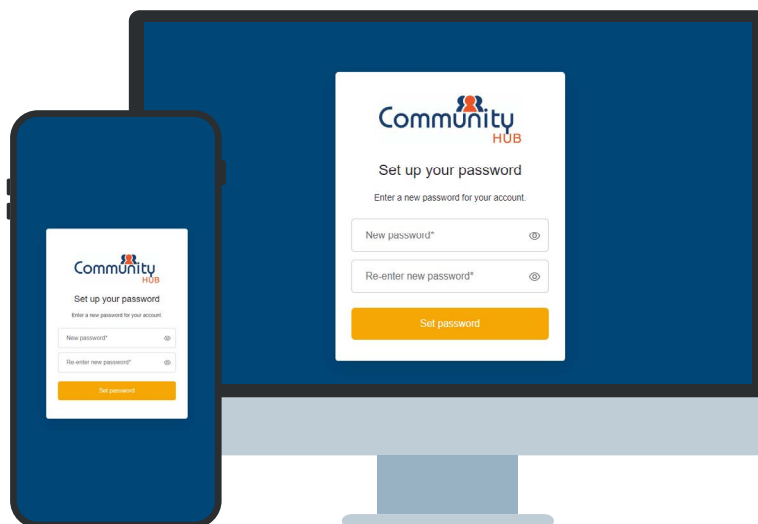 Community
HUB
Set up your password
Enter a new password for your account.
New password*
Re-enter new password*
Set password
Community
HUB
Set up your password
Enter a new password for your account.
New password*
Re-enter new password*
Set password